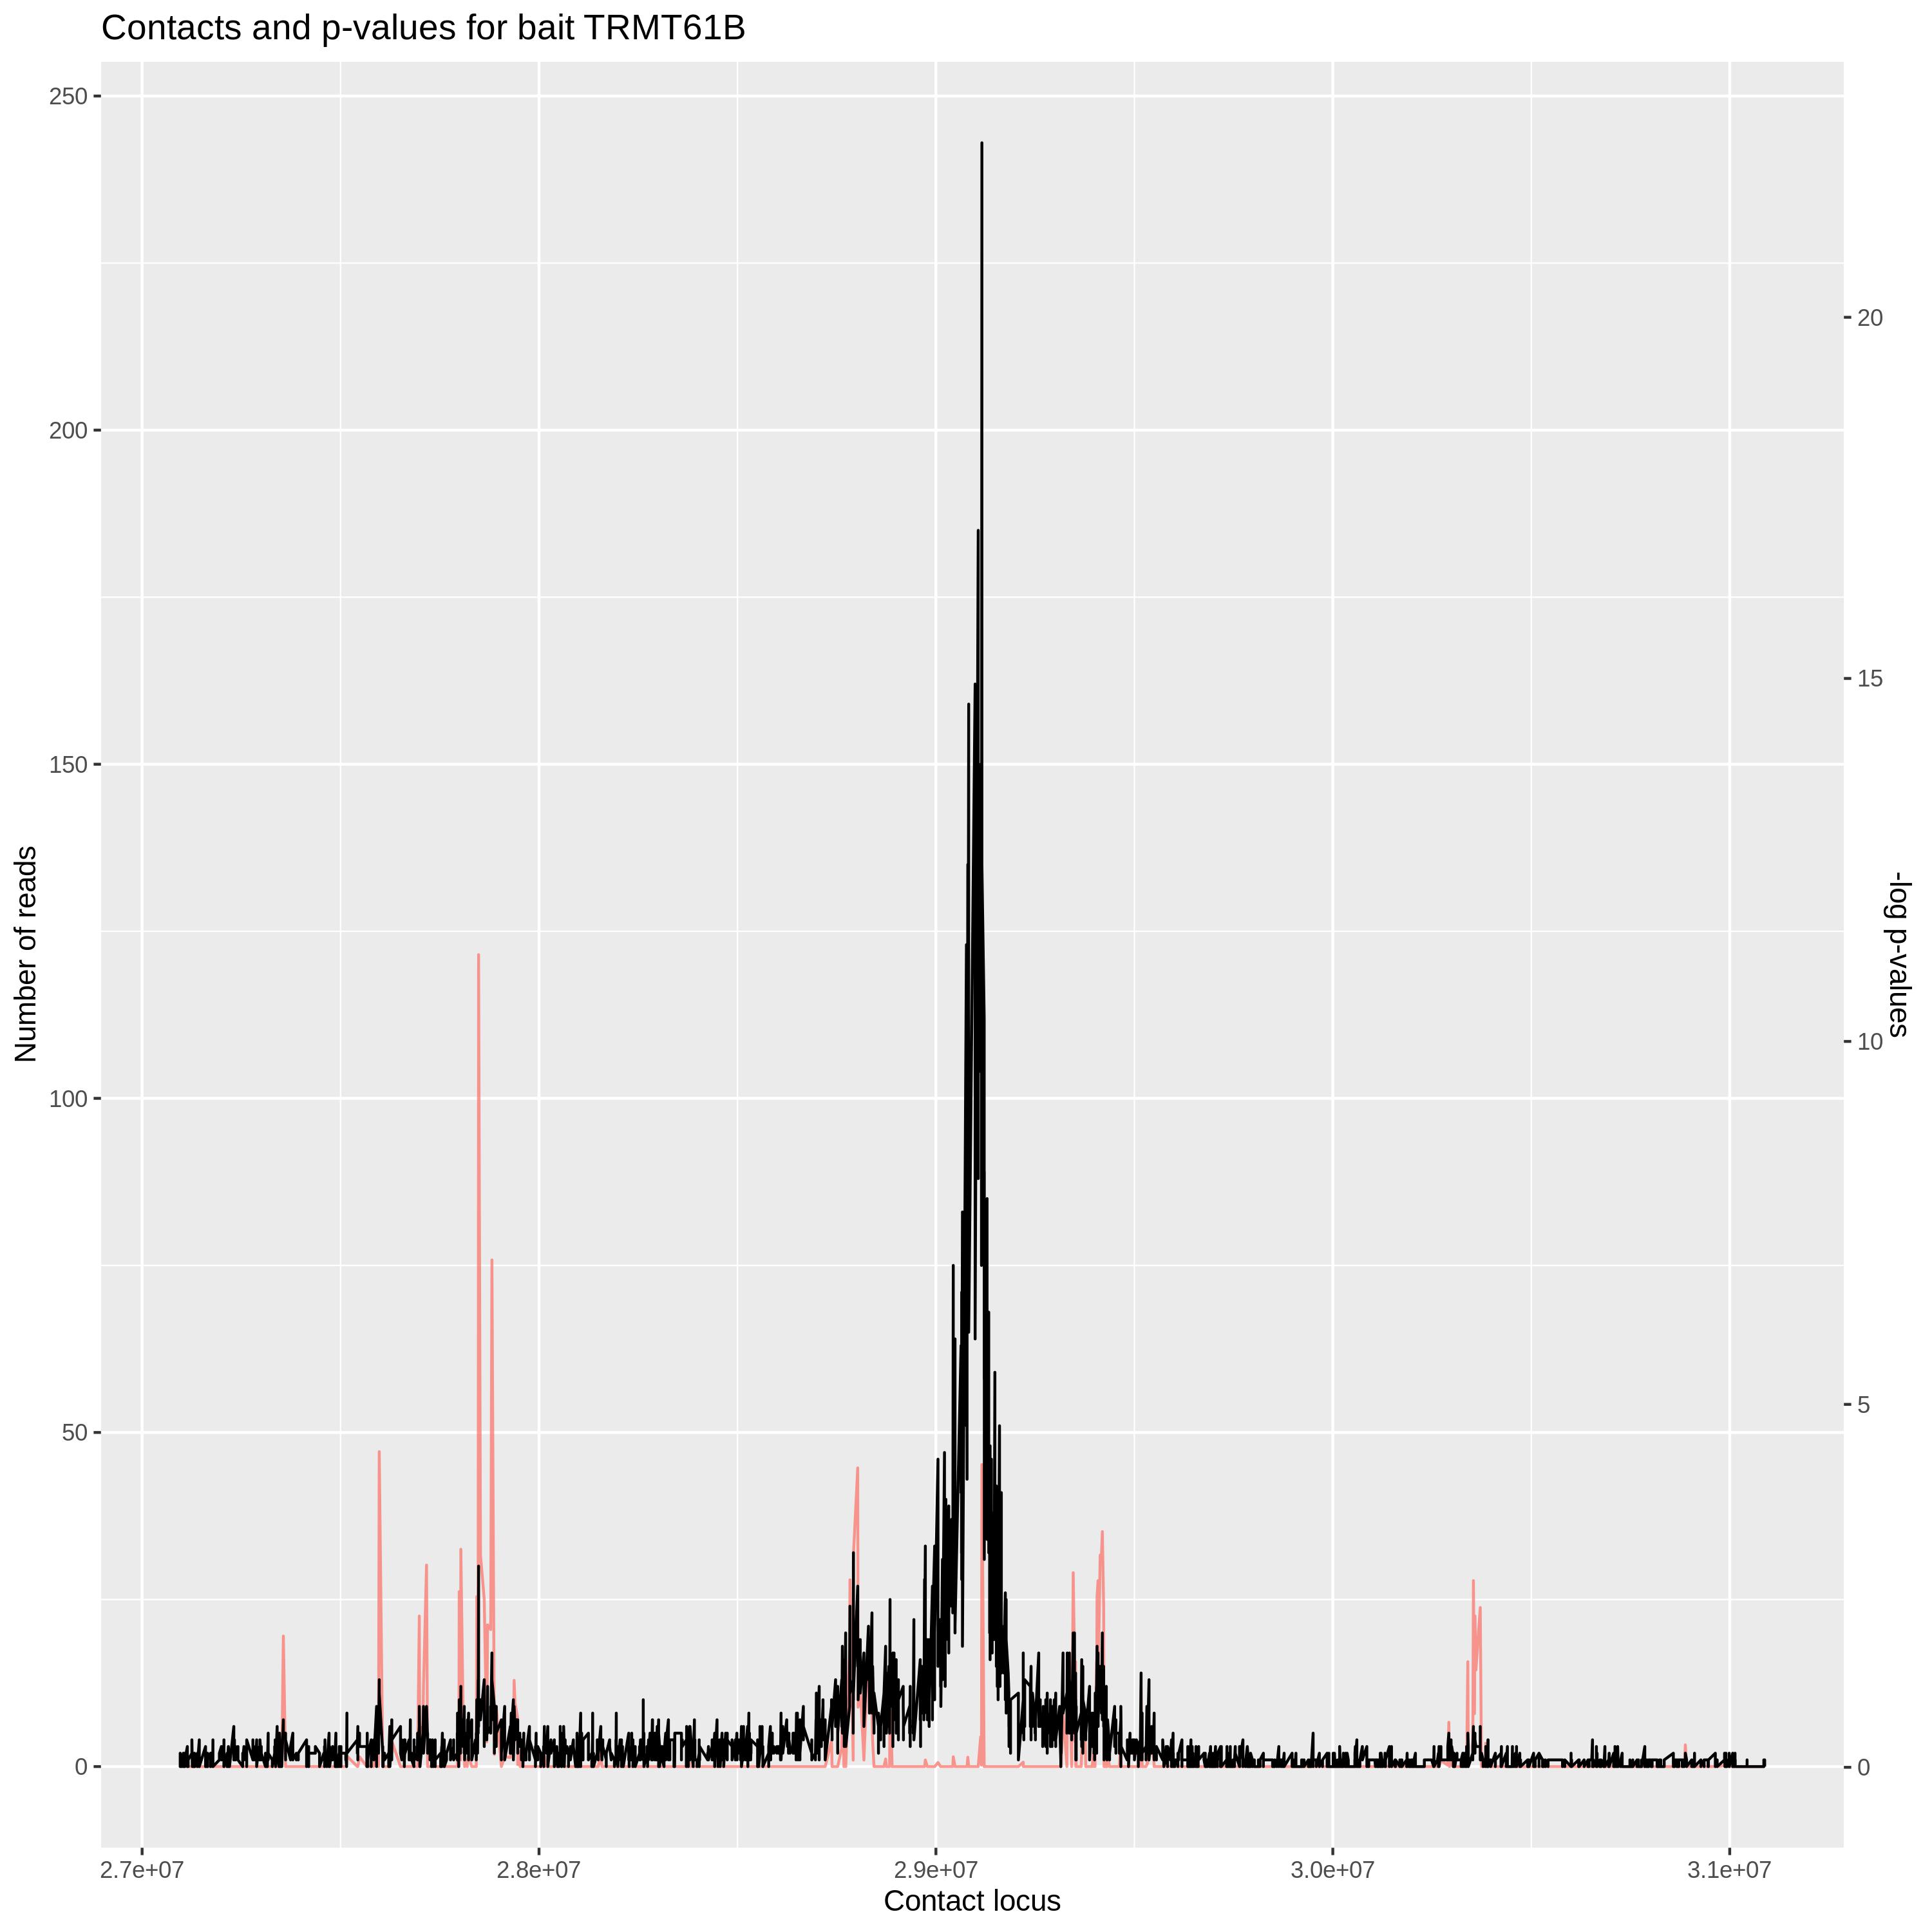 Contacts and p-values for bait TRMT61B
250
200
150
100
50
0
Number of reads
20
15
10
5
0
-log p-values
2.7e+07
2.8e+07
2.9e+07
3.0e+07
3.1e+07
Contact locus